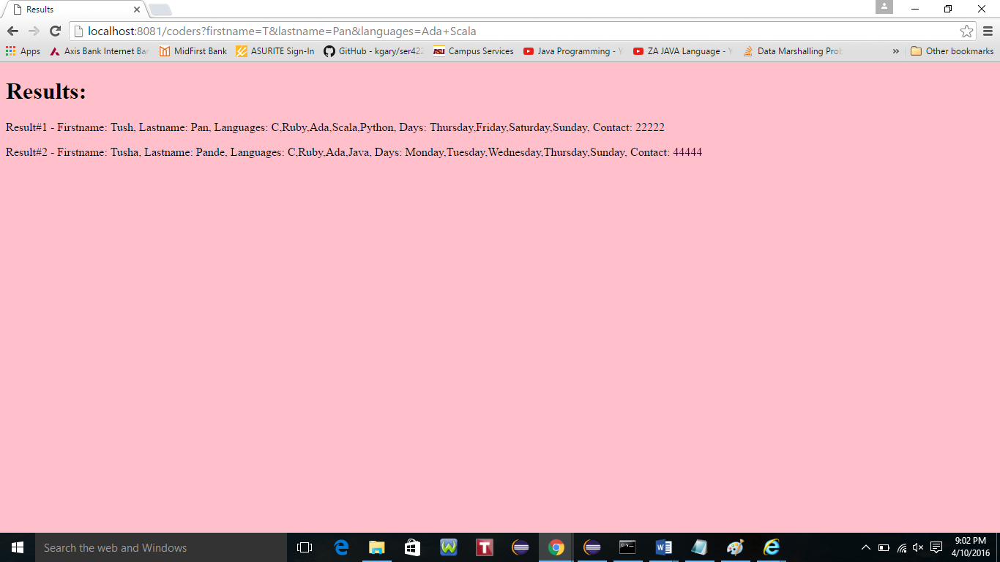 Results
localhost:8081/coders?firstname=T&lastname=Pan&languages=Ada+Scala
Apps Axis Bank Internet Bar MidFirst Bank ASURITE Sign-In GitHub - kgary/ser422 ASU Campus Services Java Programming - Y ZA JAVA Language - Y Data Marshalling Prob » Other bookmarks
Results:
Result#1 - Firstname: Tush, Lastname: Pan, Languages: C,Ruby,Ada,Scala,Python, Days: Thursday,Friday,Saturday,Sunday, Contact: 22222
Result#2 - Firstname: Tusha, Lastname: Pande, Languages: C,Ruby,Ada,Java, Days: Monday,Tuesday,Wednesday,Thursday,Sunday, Contact: 44444
Search the web and Windows
9:02 PM
4/10/2016